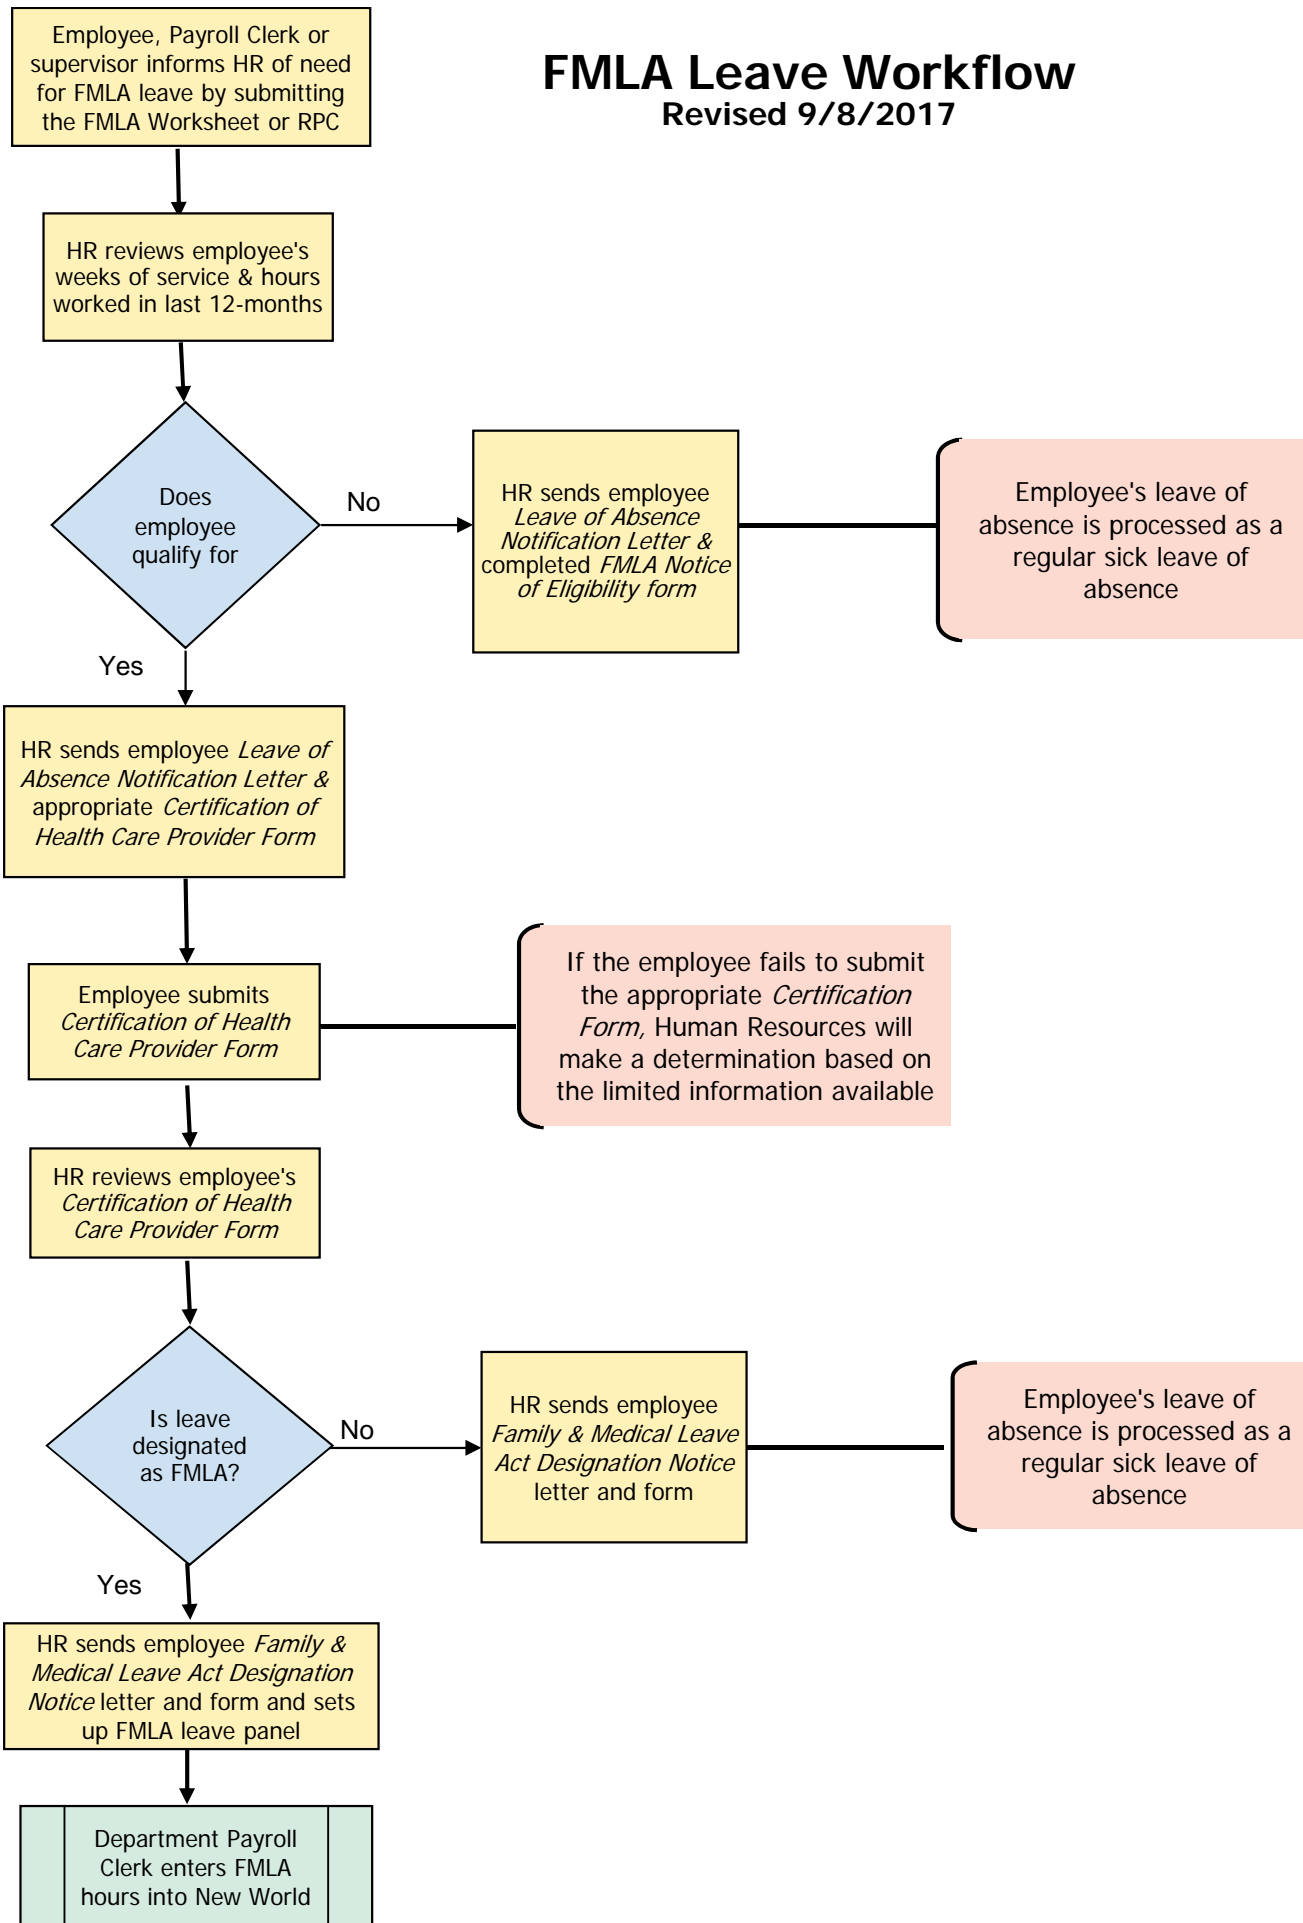 Employee, Payroll Clerk or
supervisor informs HR of need
for FMLA leave by submitting
the FMLA Worksheet or RPC
FMLA Leave Workflow
Revised 9/8/2017
HR reviews employee's
weeks of service & hours
worked in last 12-months
Does
employee
qualify for
No
HR sends employee
Leave of Absence
Notification Letter &
completed FMLA Notice
of Eligibility form
Employee's leave of
absence is processed as a
regular sick leave of
absence
Yes
HR sends employee Leave of
Absence Notification Letter &
appropriate Certification of
Health Care Provider Form
Employee submits
Certification of Health
Care Provider Form
If the employee fails to submit
the appropriate Certification
Form, Human Resources will
make a determination based on
the limited information available
HR reviews employee's
Certification of Health
Care Provider Form
Is leave
designated
as FMLA?
No
HR sends employee
Family & Medical Leave
Act Designation Notice
letter and form
Employee's leave of
absence is processed as a
regular sick leave of
absence
Yes
HR sends employee Family &
Medical Leave Act Designation
Notice letter and form and sets
up FMLA leave panel
Department Payroll
Clerk enters FMLA
hours into New World